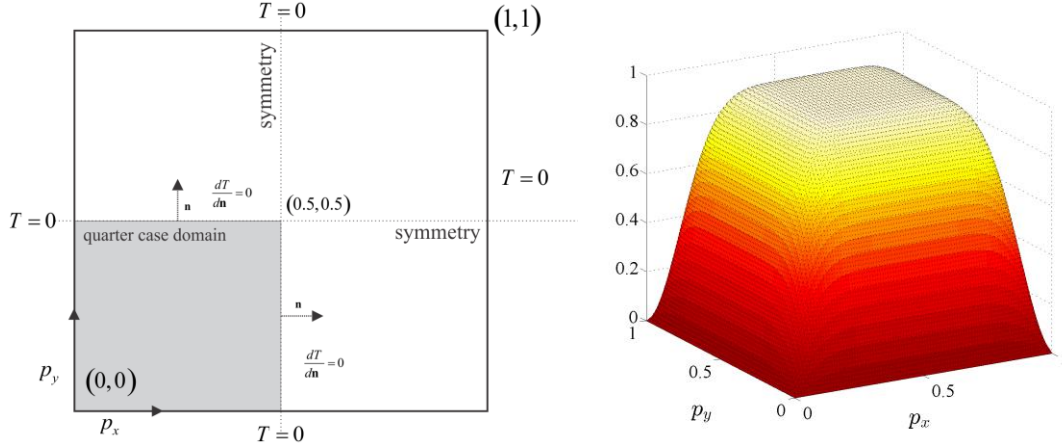 T = 0
(1,1)
symmetry
dT/dn = 0
n
(0.5, 0.5)
T = 0
T = 0
quarter case domain
symmetry
n
dT/dn = 0
p_y
(0,0)
p_x
T = 0
1
0.8
0.6
0.4
0.2
0
1
0.5
0
p_y
0
0.5
p_x